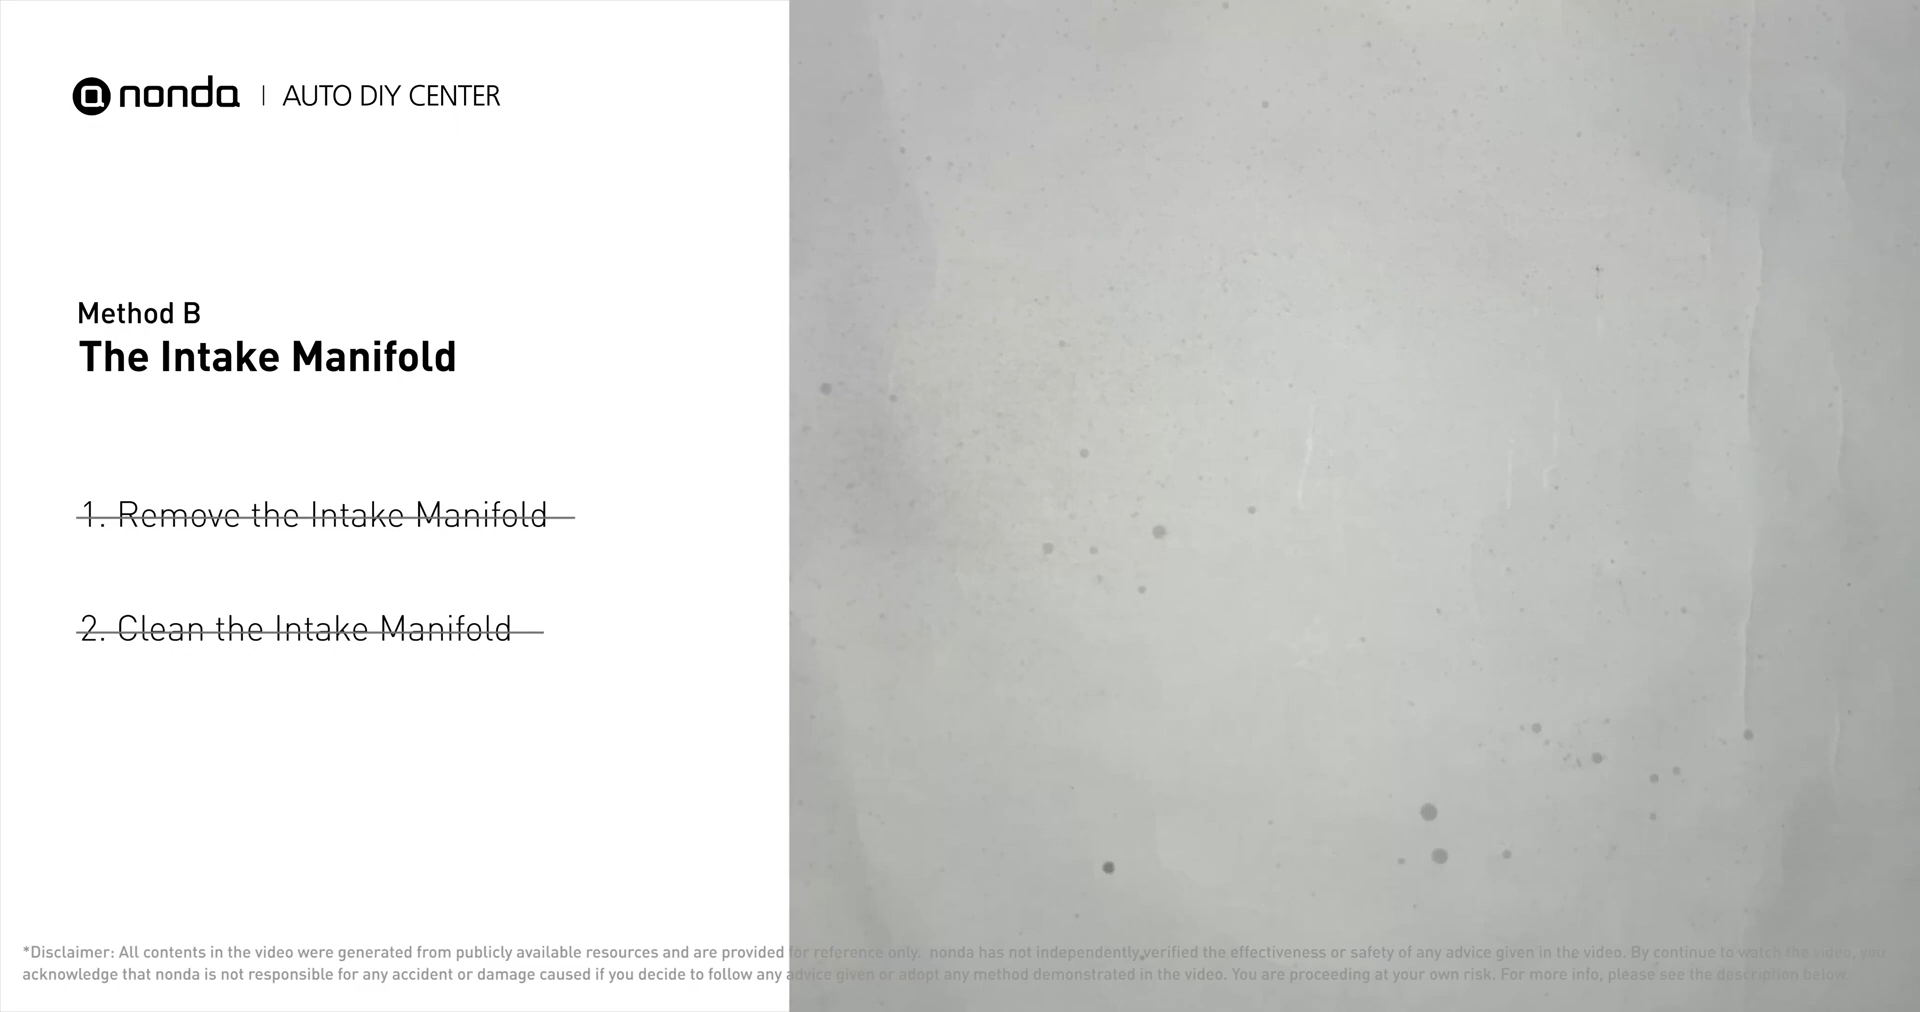 nonda | AUTO DIY CENTER
Method B
The Intake Manifold
1. Remove the Intake Manifold
2. Clean the Intake Manifold
*Disclaimer: All contents in the video were generated from publicly available resources and are provided for reference only. nonda has not independently verified the effectiveness or safety of any advice given in the video. By continue to watch the video, you
acknowledge that nonda is not responsible for any accident or damage caused if you decide to follow any advice given or adopt any method demonstrated in the video. You are proceeding at your own risk. For more info, please see the description below.